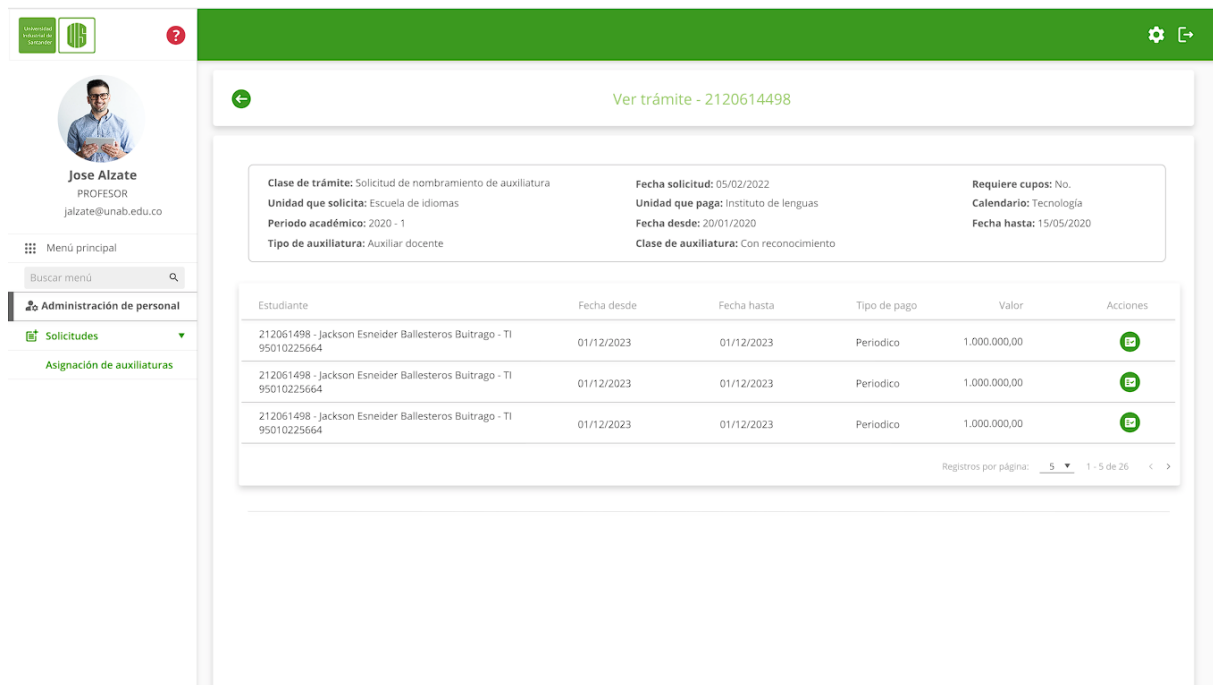 Universidad
Industrial de
Santander
UIS
?
Jose Alzate
PROFESOR
jalzate@unab.edu.co
Menú principal
Buscar menú
Administración de personal
Solicitudes
Asignación de auxiliaturas
Ver trámite - 2120614498
Clase de trámite: Solicitud de nombramiento de auxiliatura
Fecha solicitud: 05/02/2022
Requiere cupos: No.
Unidad que solicita: Escuela de idiomas
Unidad que paga: Instituto de lenguas
Calendario: Tecnología
Periodo académico: 2020 - 1
Fecha desde: 20/01/2020
Fecha hasta: 15/05/2020
Tipo de auxiliatura: Auxiliar docente
Clase de auxiliatura: Con reconocimiento
Estudiante Fecha desde Fecha hasta Tipo de pago Valor Acciones
212061498 - Jackson Esneider Ballesteros Buitrago - TI
95010225664
01/12/2023 01/12/2023 Periodico 1.000.000,00
212061498 - Jackson Esneider Ballesteros Buitrago - TI
95010225664
01/12/2023 01/12/2023 Periodico 1.000.000,00
212061498 - Jackson Esneider Ballesteros Buitrago - TI
95010225664
01/12/2023 01/12/2023 Periodico 1.000.000,00
Registros por página: 5 1 - 5 de 26